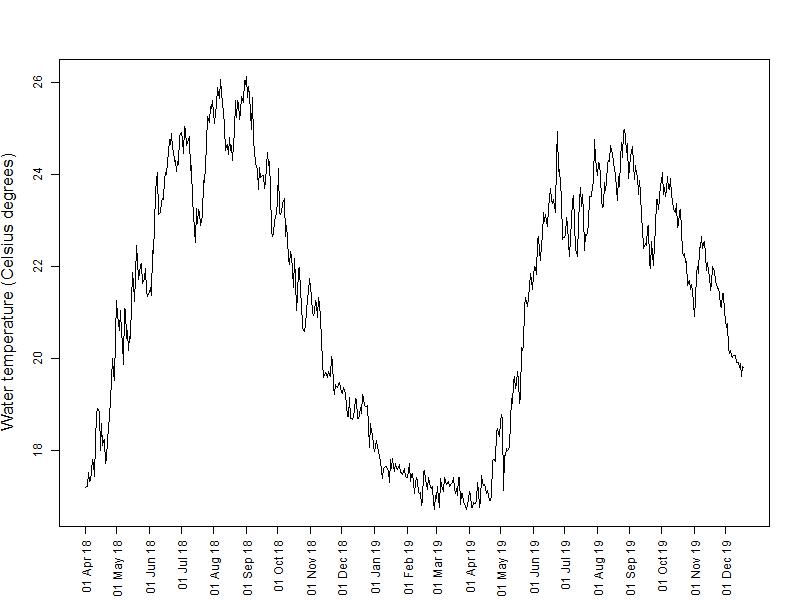 Water temperature (Celsius degrees)
26
24
22
20
18
01 Apr 18
01 May 18
01 Jun 18
01 Jul 18
01 Aug 18
01 Sep 18
01 Oct 18
01 Nov 18
01 Dec 18
01 Jan 19
01 Feb 19
01 Mar 19
01 Apr 19
01 May 19
01 Jun 19
01 Jul 19
01 Aug 19
01 Sep 19
01 Oct 19
01 Nov 19
01 Dec 19